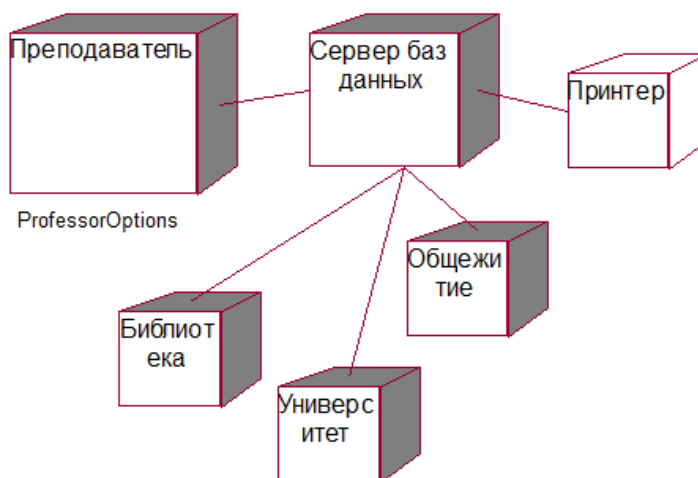 Преподаватель
Сервер баз
данных
Принтер
ProfessorOptions
Общежи
тие
Библиот
ека
Универс
итет